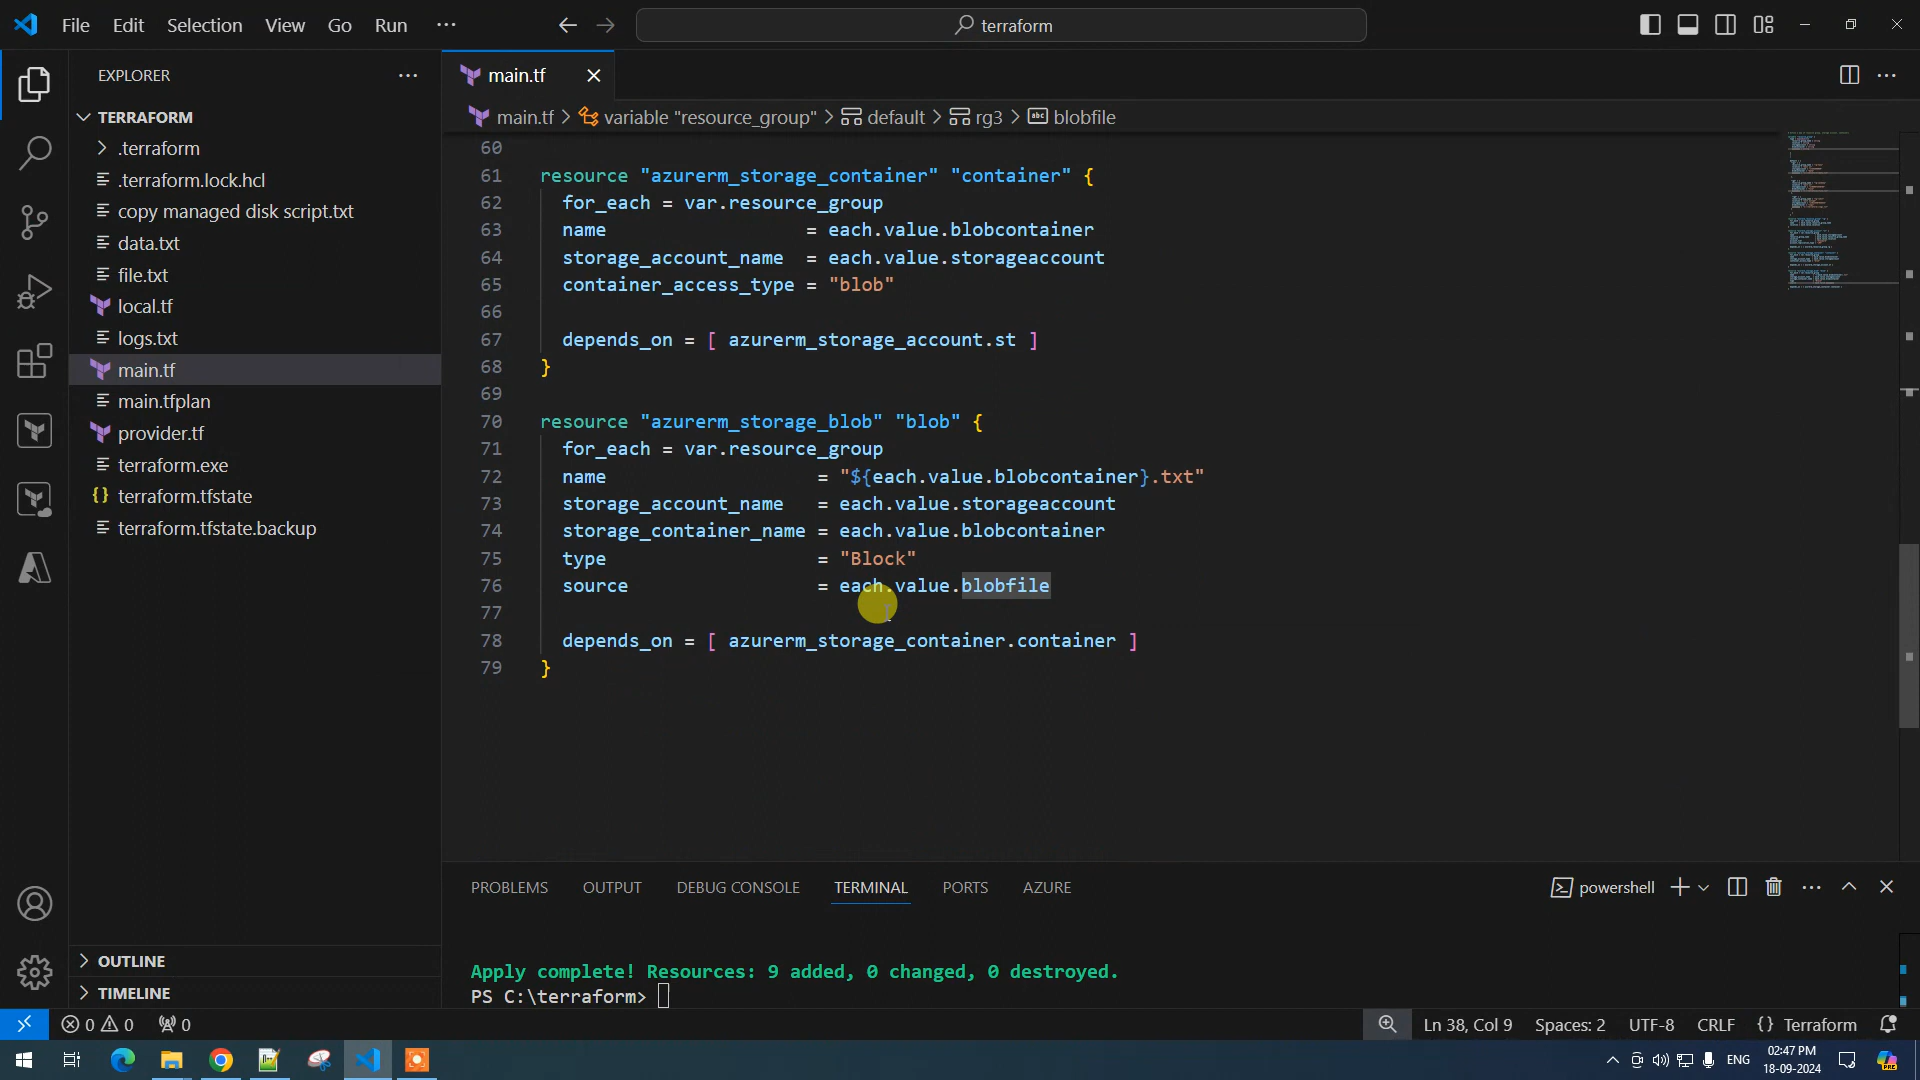 File Edit Selection View Go Run ··· terraform
EXPLORER ···
TERRAFORM
.terraform
.terraform.lock.hcl
copy managed disk script.txt
data.txt
file.txt
local.tf
logs.txt
main.tf
main.tfplan
provider.tf
terraform.exe
terraform.tfstate
terraform.tfstate.backup
OUTLINE
TIMELINE
main.tf
main.tf > variable "resource_group" > default > rg3 > blobfile
60
61 resource "azurerm_storage_container" "container" {
62 for_each = var.resource_group
63 name = each.value.blobcontainer
64 storage_account_name = each.value.storageaccount
65 container_access_type = "blob"
66
67 depends_on = [ azurerm_storage_account.st ]
68 }
69
70 resource "azurerm_storage_blob" "blob" {
71 for_each = var.resource_group
72 name = "${each.value.blobcontainer}.txt"
73 storage_account_name = each.value.storageaccount
74 storage_container_name = each.value.blobcontainer
75 type = "Block"
76 source = each.value.blobfile
77
78 depends_on = [ azurerm_storage_container.container ]
79 }
PROBLEMS OUTPUT DEBUG CONSOLE TERMINAL PORTS AZURE powershell
Apply complete! Resources: 9 added, 0 changed, 0 destroyed.
PS C:\terraform>
0 0 0 Ln 38, Col 9 Spaces: 2 UTF-8 CRLF {} Terraform
ENG 02:47 PM
18-09-2024